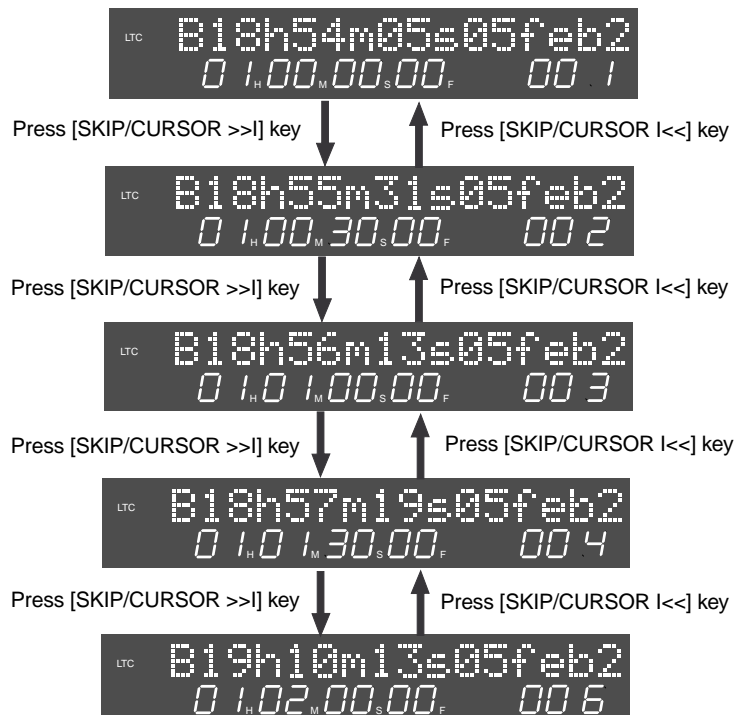 LTC B18h54m05s05feb2
01H00M00S00F 001
Press [SKIP/CURSOR >>I] key Press [SKIP/CURSOR I<<] key
LTC B18h55m31s05feb2
01H00M30S00F 002
Press [SKIP/CURSOR >>I] key Press [SKIP/CURSOR I<<] key
LTC B18h56m13s05feb2
01H01M00S00F 003
Press [SKIP/CURSOR >>I] key Press [SKIP/CURSOR I<<] key
LTC B18h57m19s05feb2
01H01M30S00F 004
Press [SKIP/CURSOR >>I] key Press [SKIP/CURSOR I<<] key
LTC B19h10m13s05feb2
01H02M00S00F 006